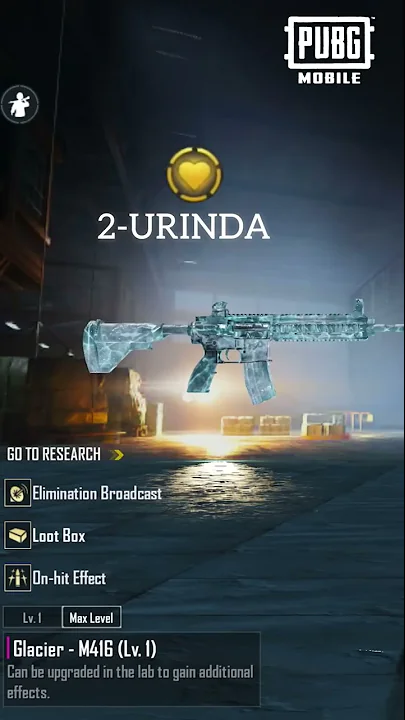 PUBG
MOBILE
2-URINDA
GO TO RESEARCH
Elimination Broadcast
Loot Box
On-hit Effect
Lv. 1 Max Level
Glacier - M416 (Lv. 1)
Can be upgraded in the lab to gain additional
effects.